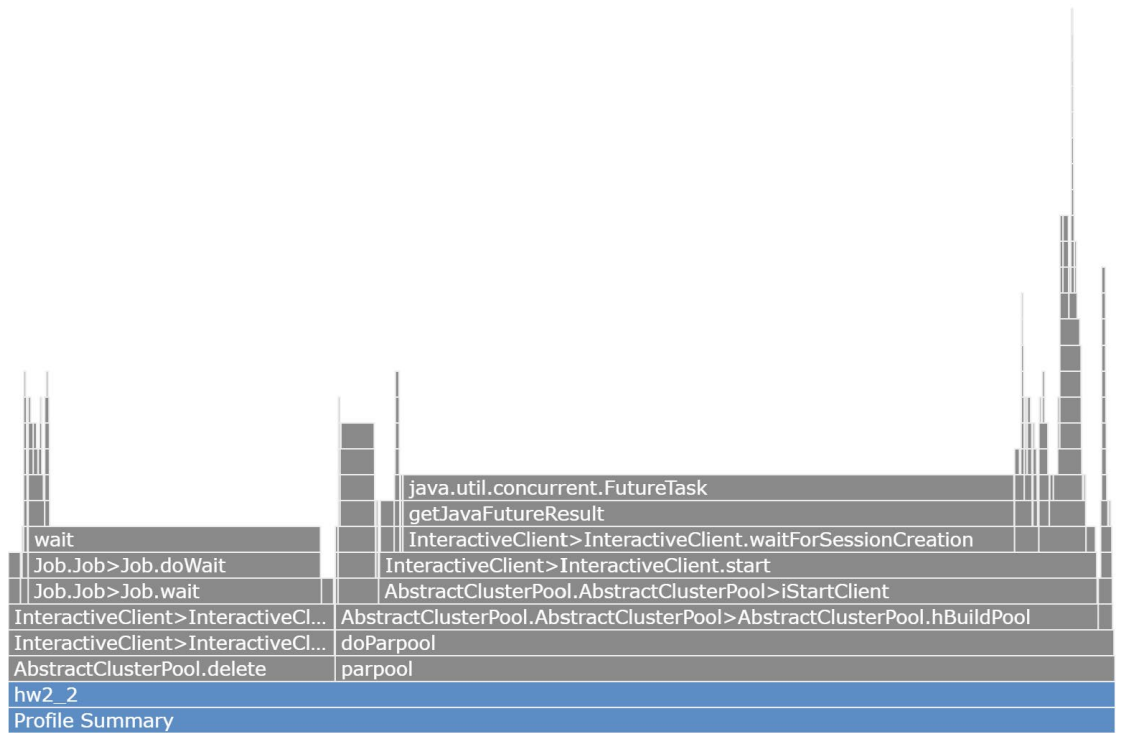 java.util.concurrent.FutureTask
getJavaFutureResult
wait InteractiveClient>InteractiveClient.waitForSessionCreation
Job.Job>Job.doWait InteractiveClient>InteractiveClient.start
Job.Job>Job.wait AbstractClusterPool.AbstractClusterPool>iStartClient
InteractiveClient>InteractiveCl... AbstractClusterPool.AbstractClusterPool>AbstractClusterPool.hBuildPool
InteractiveClient>InteractiveCl... doParpool
AbstractClusterPool.delete parpool
hw2_2
Profile Summary